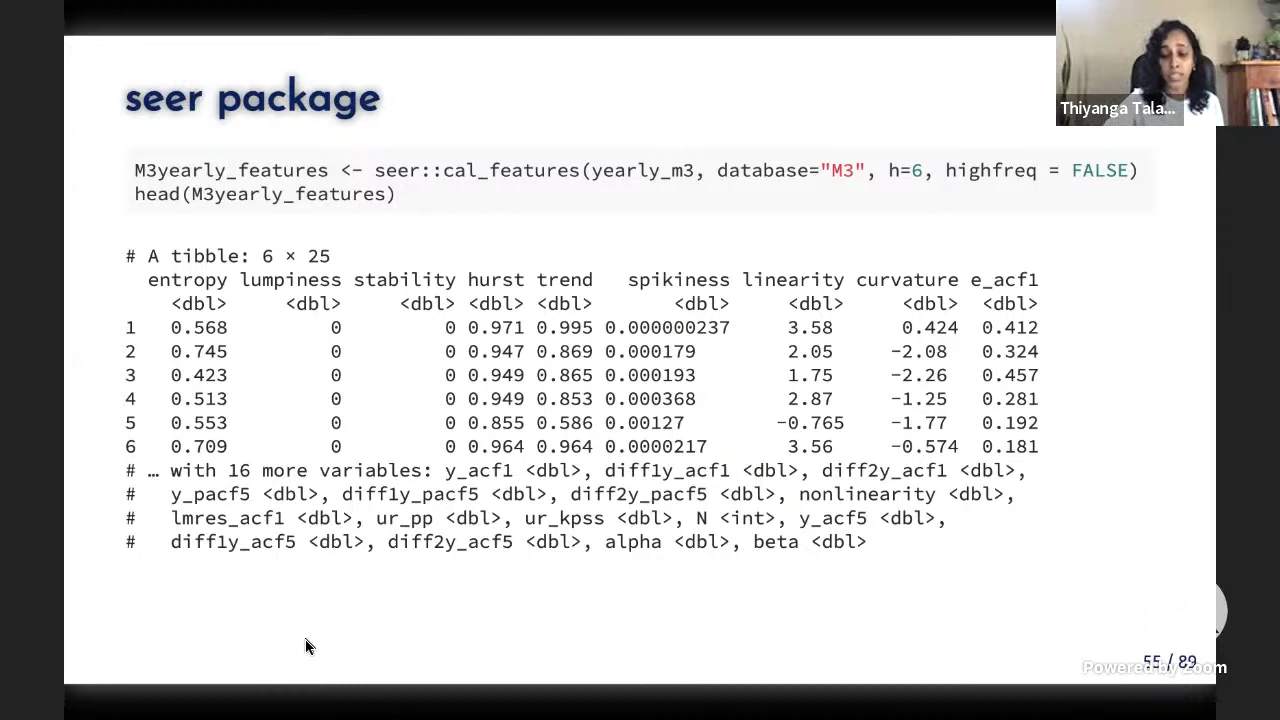 seer package
Thiyanga Tala...
M3yearly_features <- seer::cal_features(yearly_m3, database="M3", h=6, highfreq = FALSE)
head(M3yearly_features)
# A tibble: 6 × 25
entropy lumpiness stability hurst trend spikiness linearity curvature e_acf1
<dbl> <dbl> <dbl> <dbl> <dbl> <dbl> <dbl> <dbl> <dbl>
1 0.568 0 0 0.971 0.995 0.000000237 3.58 0.424 0.412
2 0.745 0 0 0.947 0.869 0.000179 2.05 −2.08 0.324
3 0.423 0 0 0.949 0.865 0.000193 1.75 −2.26 0.457
4 0.513 0 0 0.949 0.853 0.000368 2.87 −1.25 0.281
5 0.553 0 0 0.855 0.586 0.00127 −0.765 −1.77 0.192
6 0.709 0 0 0.964 0.964 0.0000217 3.56 −0.574 0.181
# … with 16 more variables: y_acf1 <dbl>, diff1y_acf1 <dbl>, diff2y_acf1 <dbl>,
# y_pacf5 <dbl>, diff1y_pacf5 <dbl>, diff2y_pacf5 <dbl>, nonlinearity <dbl>,
# lmres_acf1 <dbl>, ur_pp <dbl>, ur_kpss <dbl>, N <int>, y_acf5 <dbl>,
# diff1y_acf5 <dbl>, diff2y_acf5 <dbl>, alpha <dbl>, beta <dbl>
55 / 89
Powered by Zoom